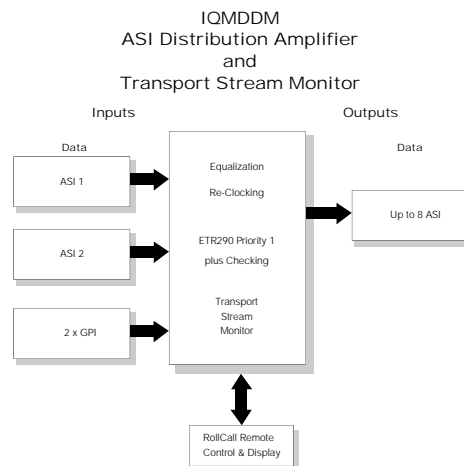 IQMDDM
ASI Distribution Amplifier
and
Transport Stream Monitor
Inputs
Outputs
Data
Data
ASI 1
ASI 2
2 x GPI
Equalization
Re-Clocking
ETR290 Priority 1
plus Checking
Transport
Stream
Monitor
Up to 8 ASI
RollCall Remote
Control & Display